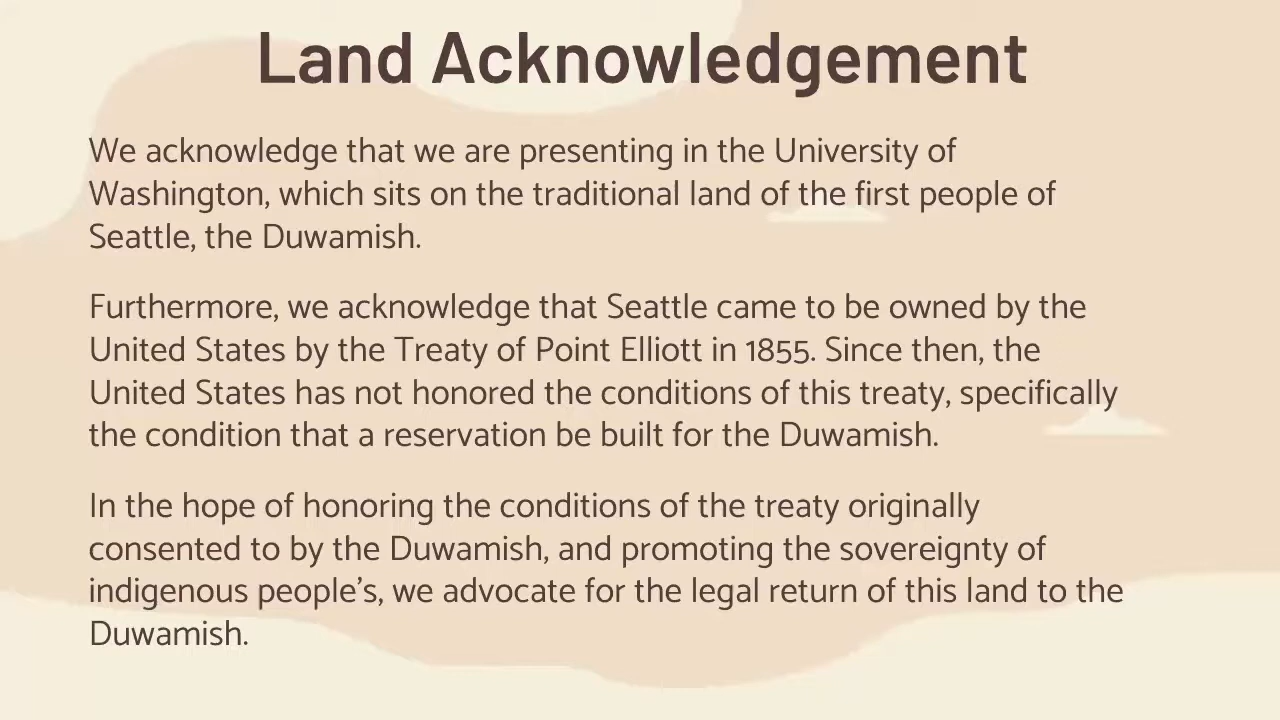 Land Acknowledgement
We acknowledge that we are presenting in the University of
Washington, which sits on the traditional land of the first people of
Seattle, the Duwamish.
Furthermore, we acknowledge that Seattle came to be owned by the
United States by the Treaty of Point Elliott in 1855. Since then, the
United States has not honored the conditions of this treaty, specifically
the condition that a reservation be built for the Duwamish.
In the hope of honoring the conditions of the treaty originally
consented to by the Duwamish, and promoting the sovereignty of
indigenous people’s, we advocate for the legal return of this land to the
Duwamish.